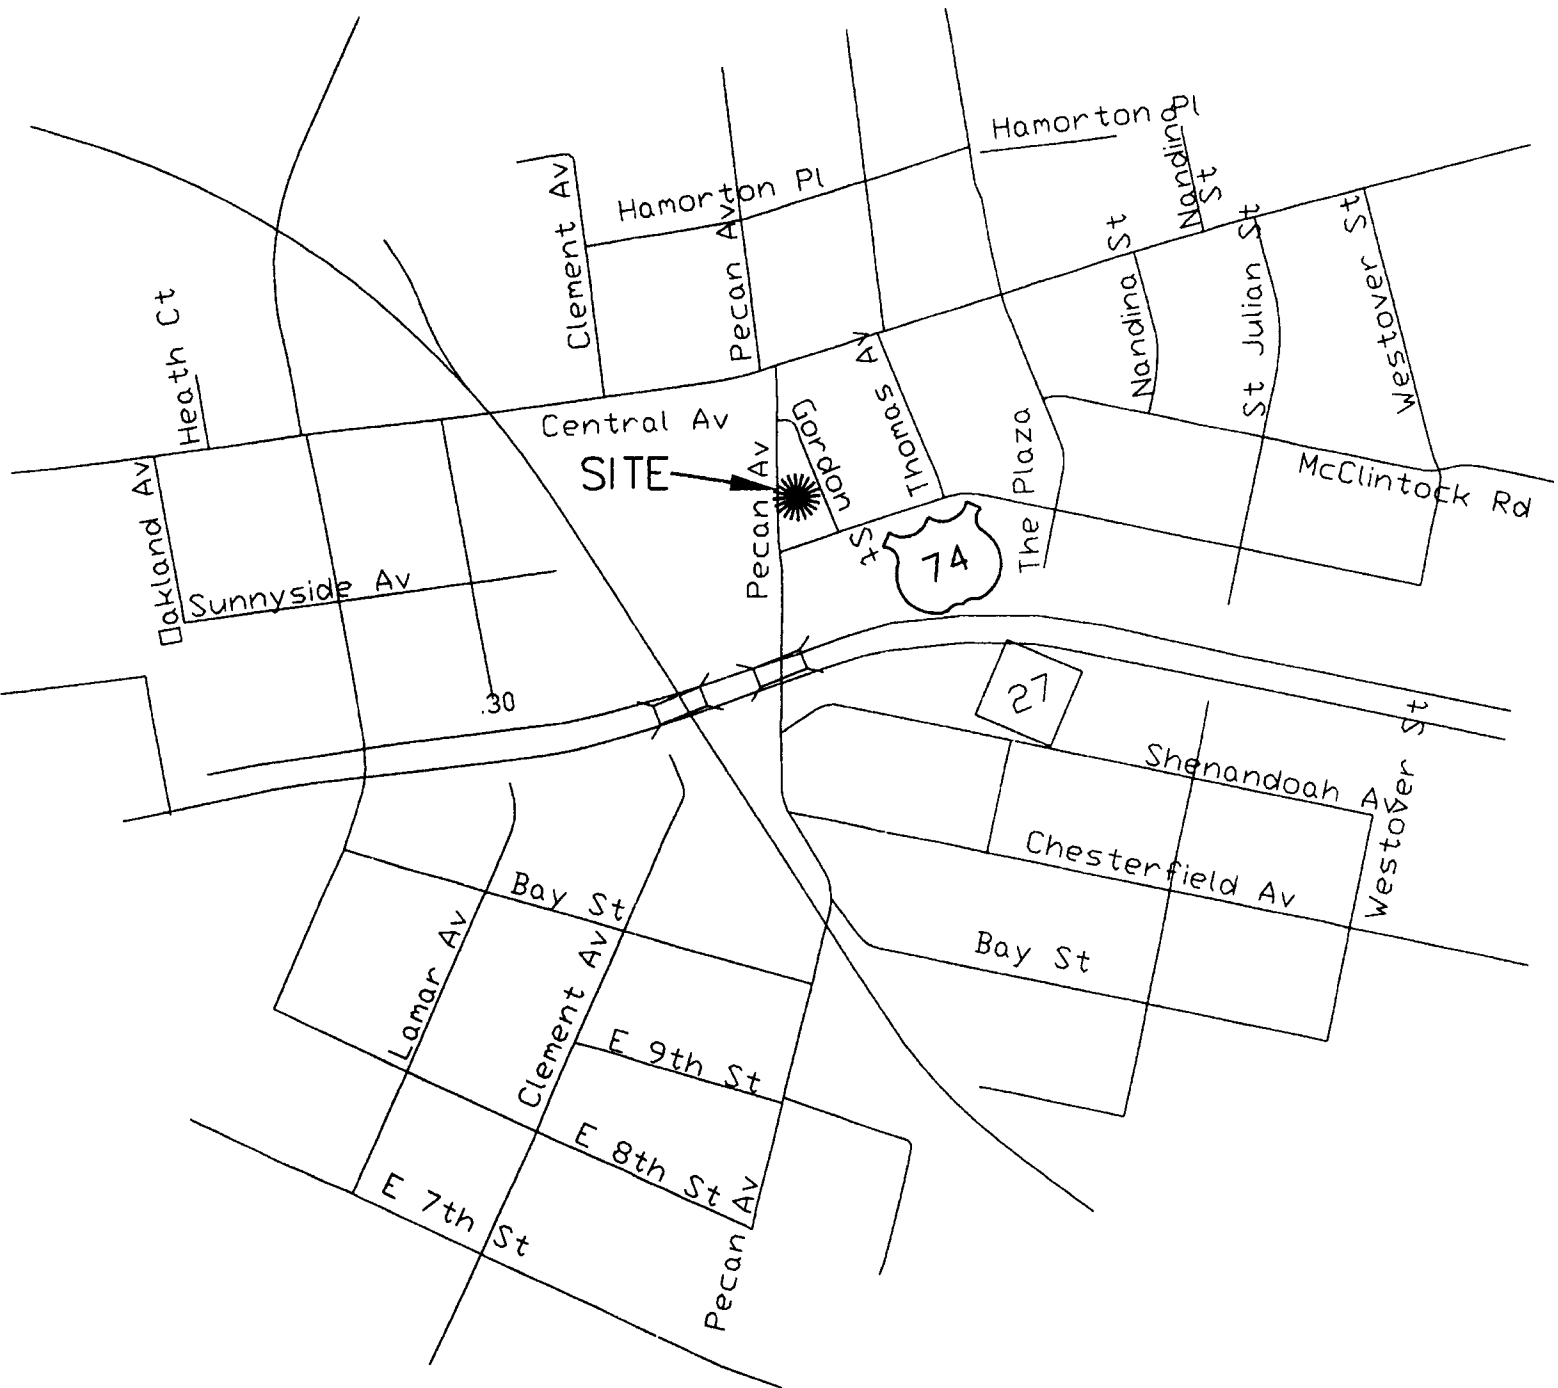 Hamorton Pl
Nandina St
Hamorton Pl
Clement Av
Pecan Av
Nandina St
St Julian St
Westover St
Heath Ct
Thomas Av
Central Av
Gordon St
SITE
Pecan Av
The Plaza
McClintock Rd
Oakland Av
74
Sunnyside Av
.30
27
Westover St
Shenandoah Av
Chesterfield Av
Bay St
Bay St
Lamar Av
Clement Av
E 9th St
E 8th St
E 7th St
Pecan Av